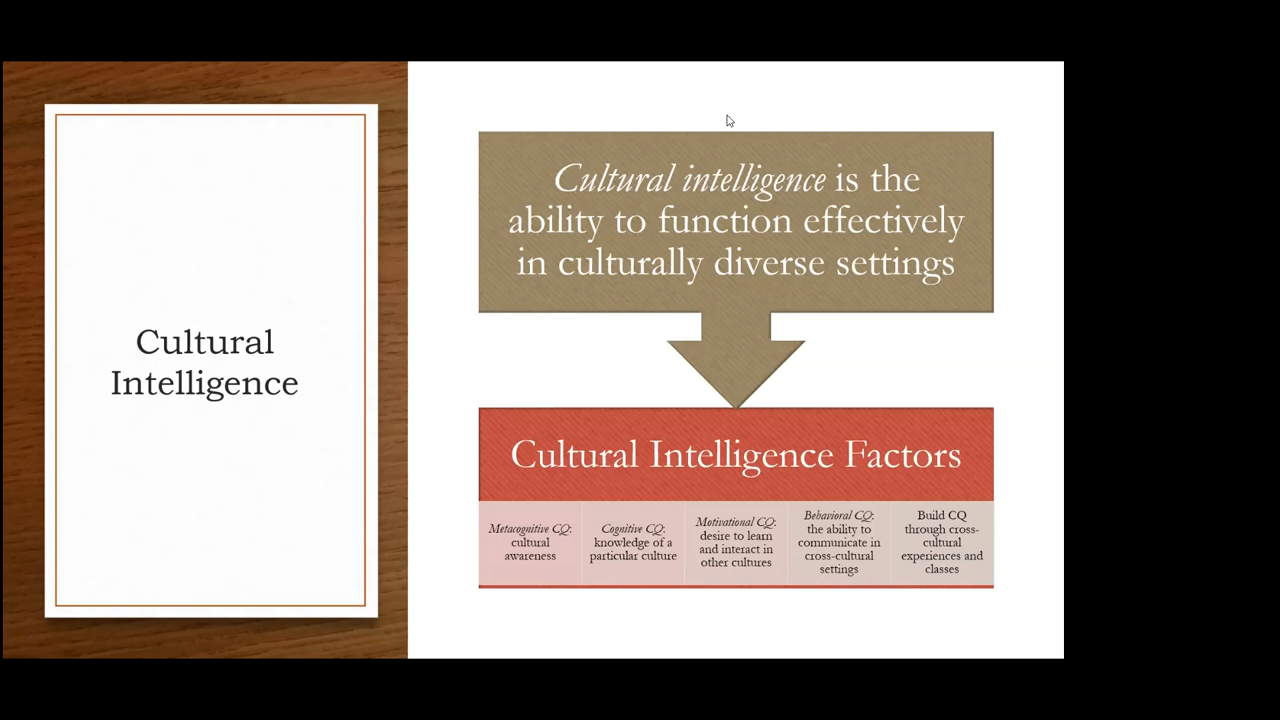 Cultural
Intelligence
Cultural intelligence is the
ability to function effectively
in culturally diverse settings
Cultural Intelligence Factors
Metacognitive CQ:
cultural
awareness
Cognitive CQ:
knowledge of a
particular culture
Motivational CQ:
desire to learn
and interact in
other cultures
Behavioral CQ:
the ability to
communicate in
cross-cultural
settings
Build CQ
through cross-
cultural
experiences and
classes